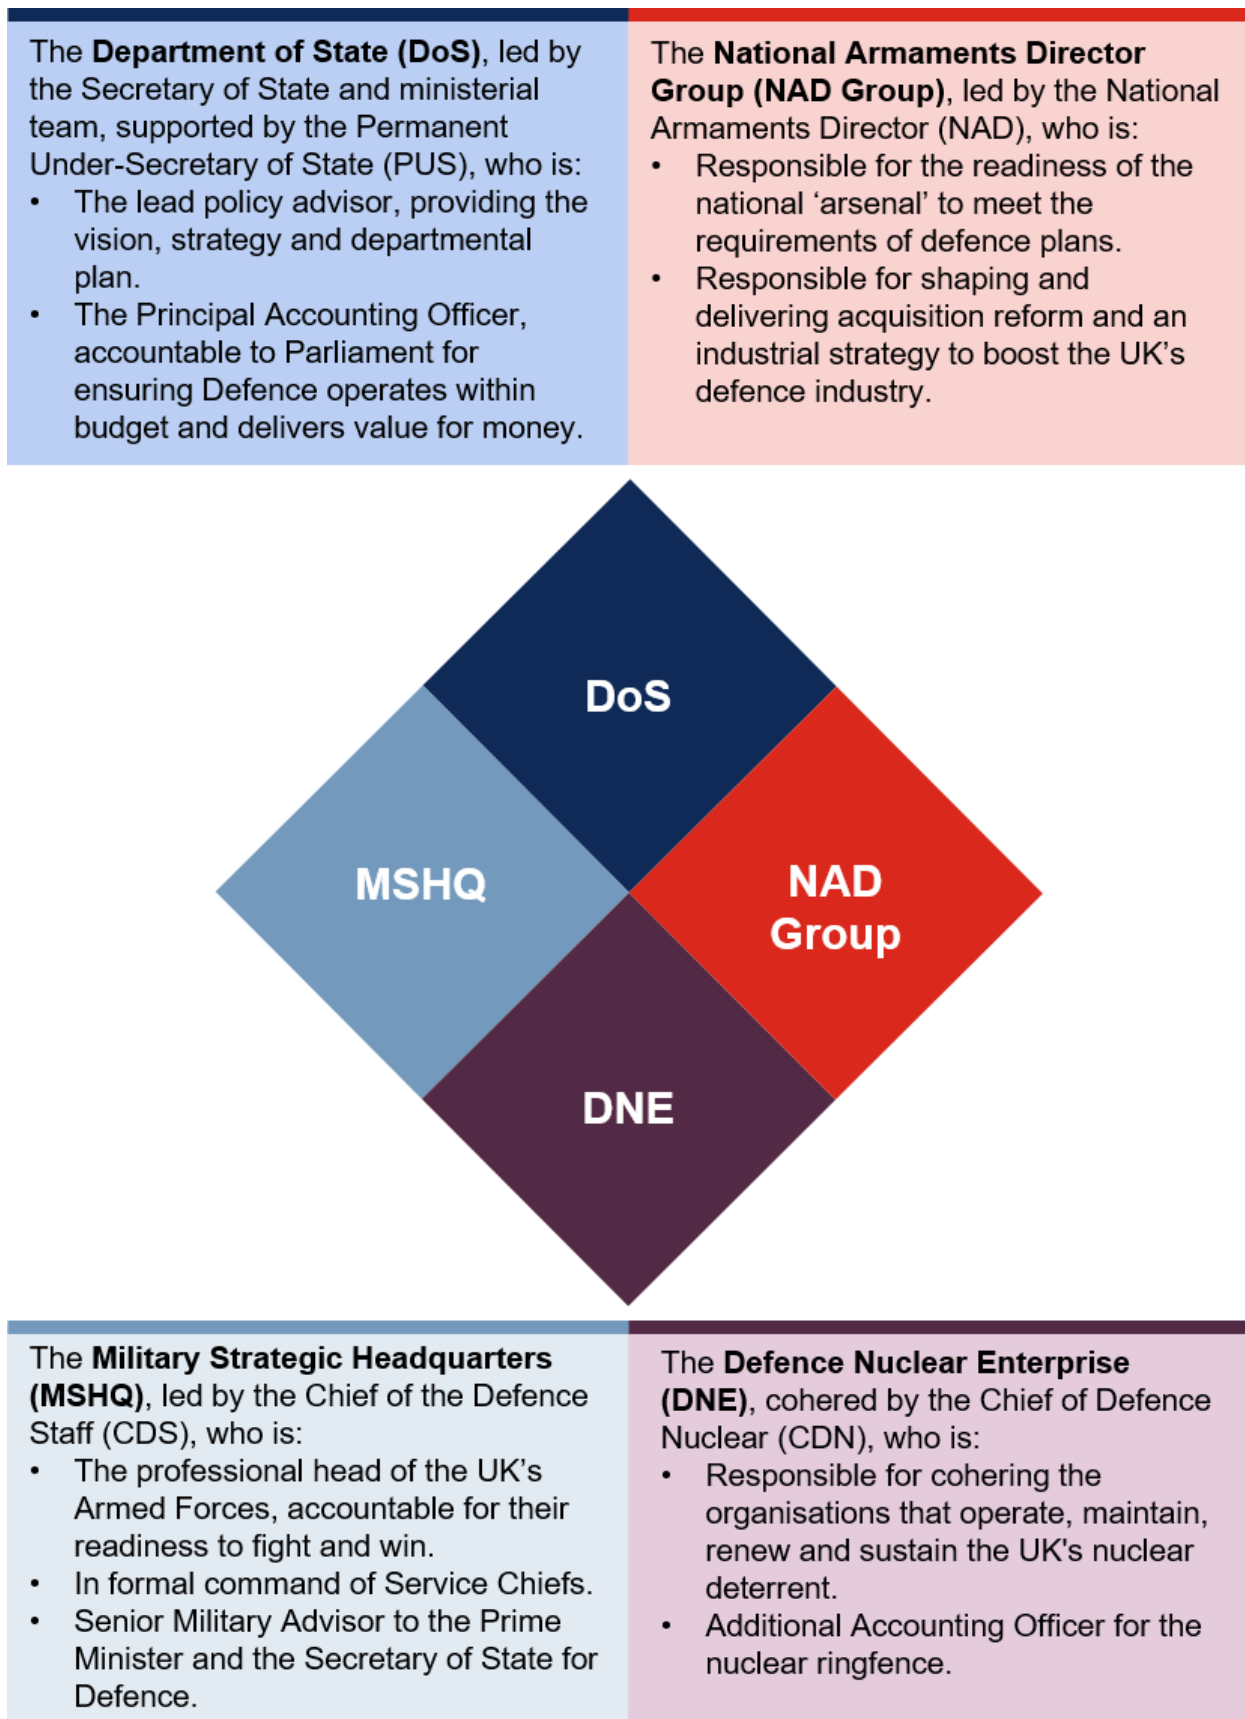 The Department of State (DoS), led by
the Secretary of State and ministerial
team, supported by the Permanent
Under-Secretary of State (PUS), who is:
• The lead policy advisor, providing the
vision, strategy and departmental
plan.
• The Principal Accounting Officer,
accountable to Parliament for
ensuring Defence operates within
budget and delivers value for money.
The National Armaments Director
Group (NAD Group), led by the National
Armaments Director (NAD), who is:
• Responsible for the readiness of the
national ‘arsenal’ to meet the
requirements of defence plans.
• Responsible for shaping and
delivering acquisition reform and an
industrial strategy to boost the UK’s
defence industry.
DoS
MSHQ
NAD
Group
DNE
The Military Strategic Headquarters
(MSHQ), led by the Chief of the Defence
Staff (CDS), who is:
• The professional head of the UK’s
Armed Forces, accountable for their
readiness to fight and win.
• In formal command of Service Chiefs.
• Senior Military Advisor to the Prime
Minister and the Secretary of State for
Defence.
The Defence Nuclear Enterprise
(DNE), cohered by the Chief of Defence
Nuclear (CDN), who is:
• Responsible for cohering the
organisations that operate, maintain,
renew and sustain the UK's nuclear
deterrent.
• Additional Accounting Officer for the
nuclear ringfence.